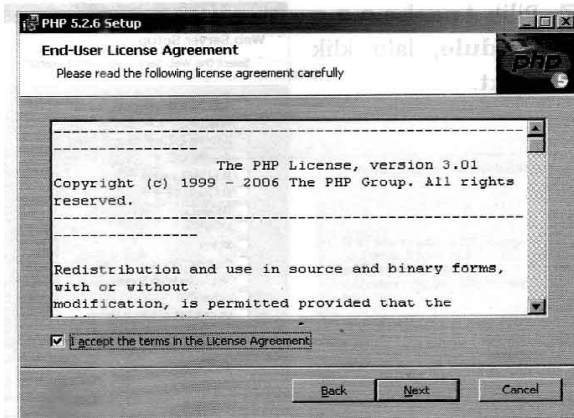 PHP 5.2.6 Setup
End-User License Agreement
Please read the following license agreement carefully
php
The PHP License, version 3.01
Copyright (c) 1999 - 2006 The PHP Group. All rights
reserved.
Redistribution and use in source and binary forms,
with or without
modification, is permitted provided that the
I accept the terms in the License Agreement
Back
Next
Cancel